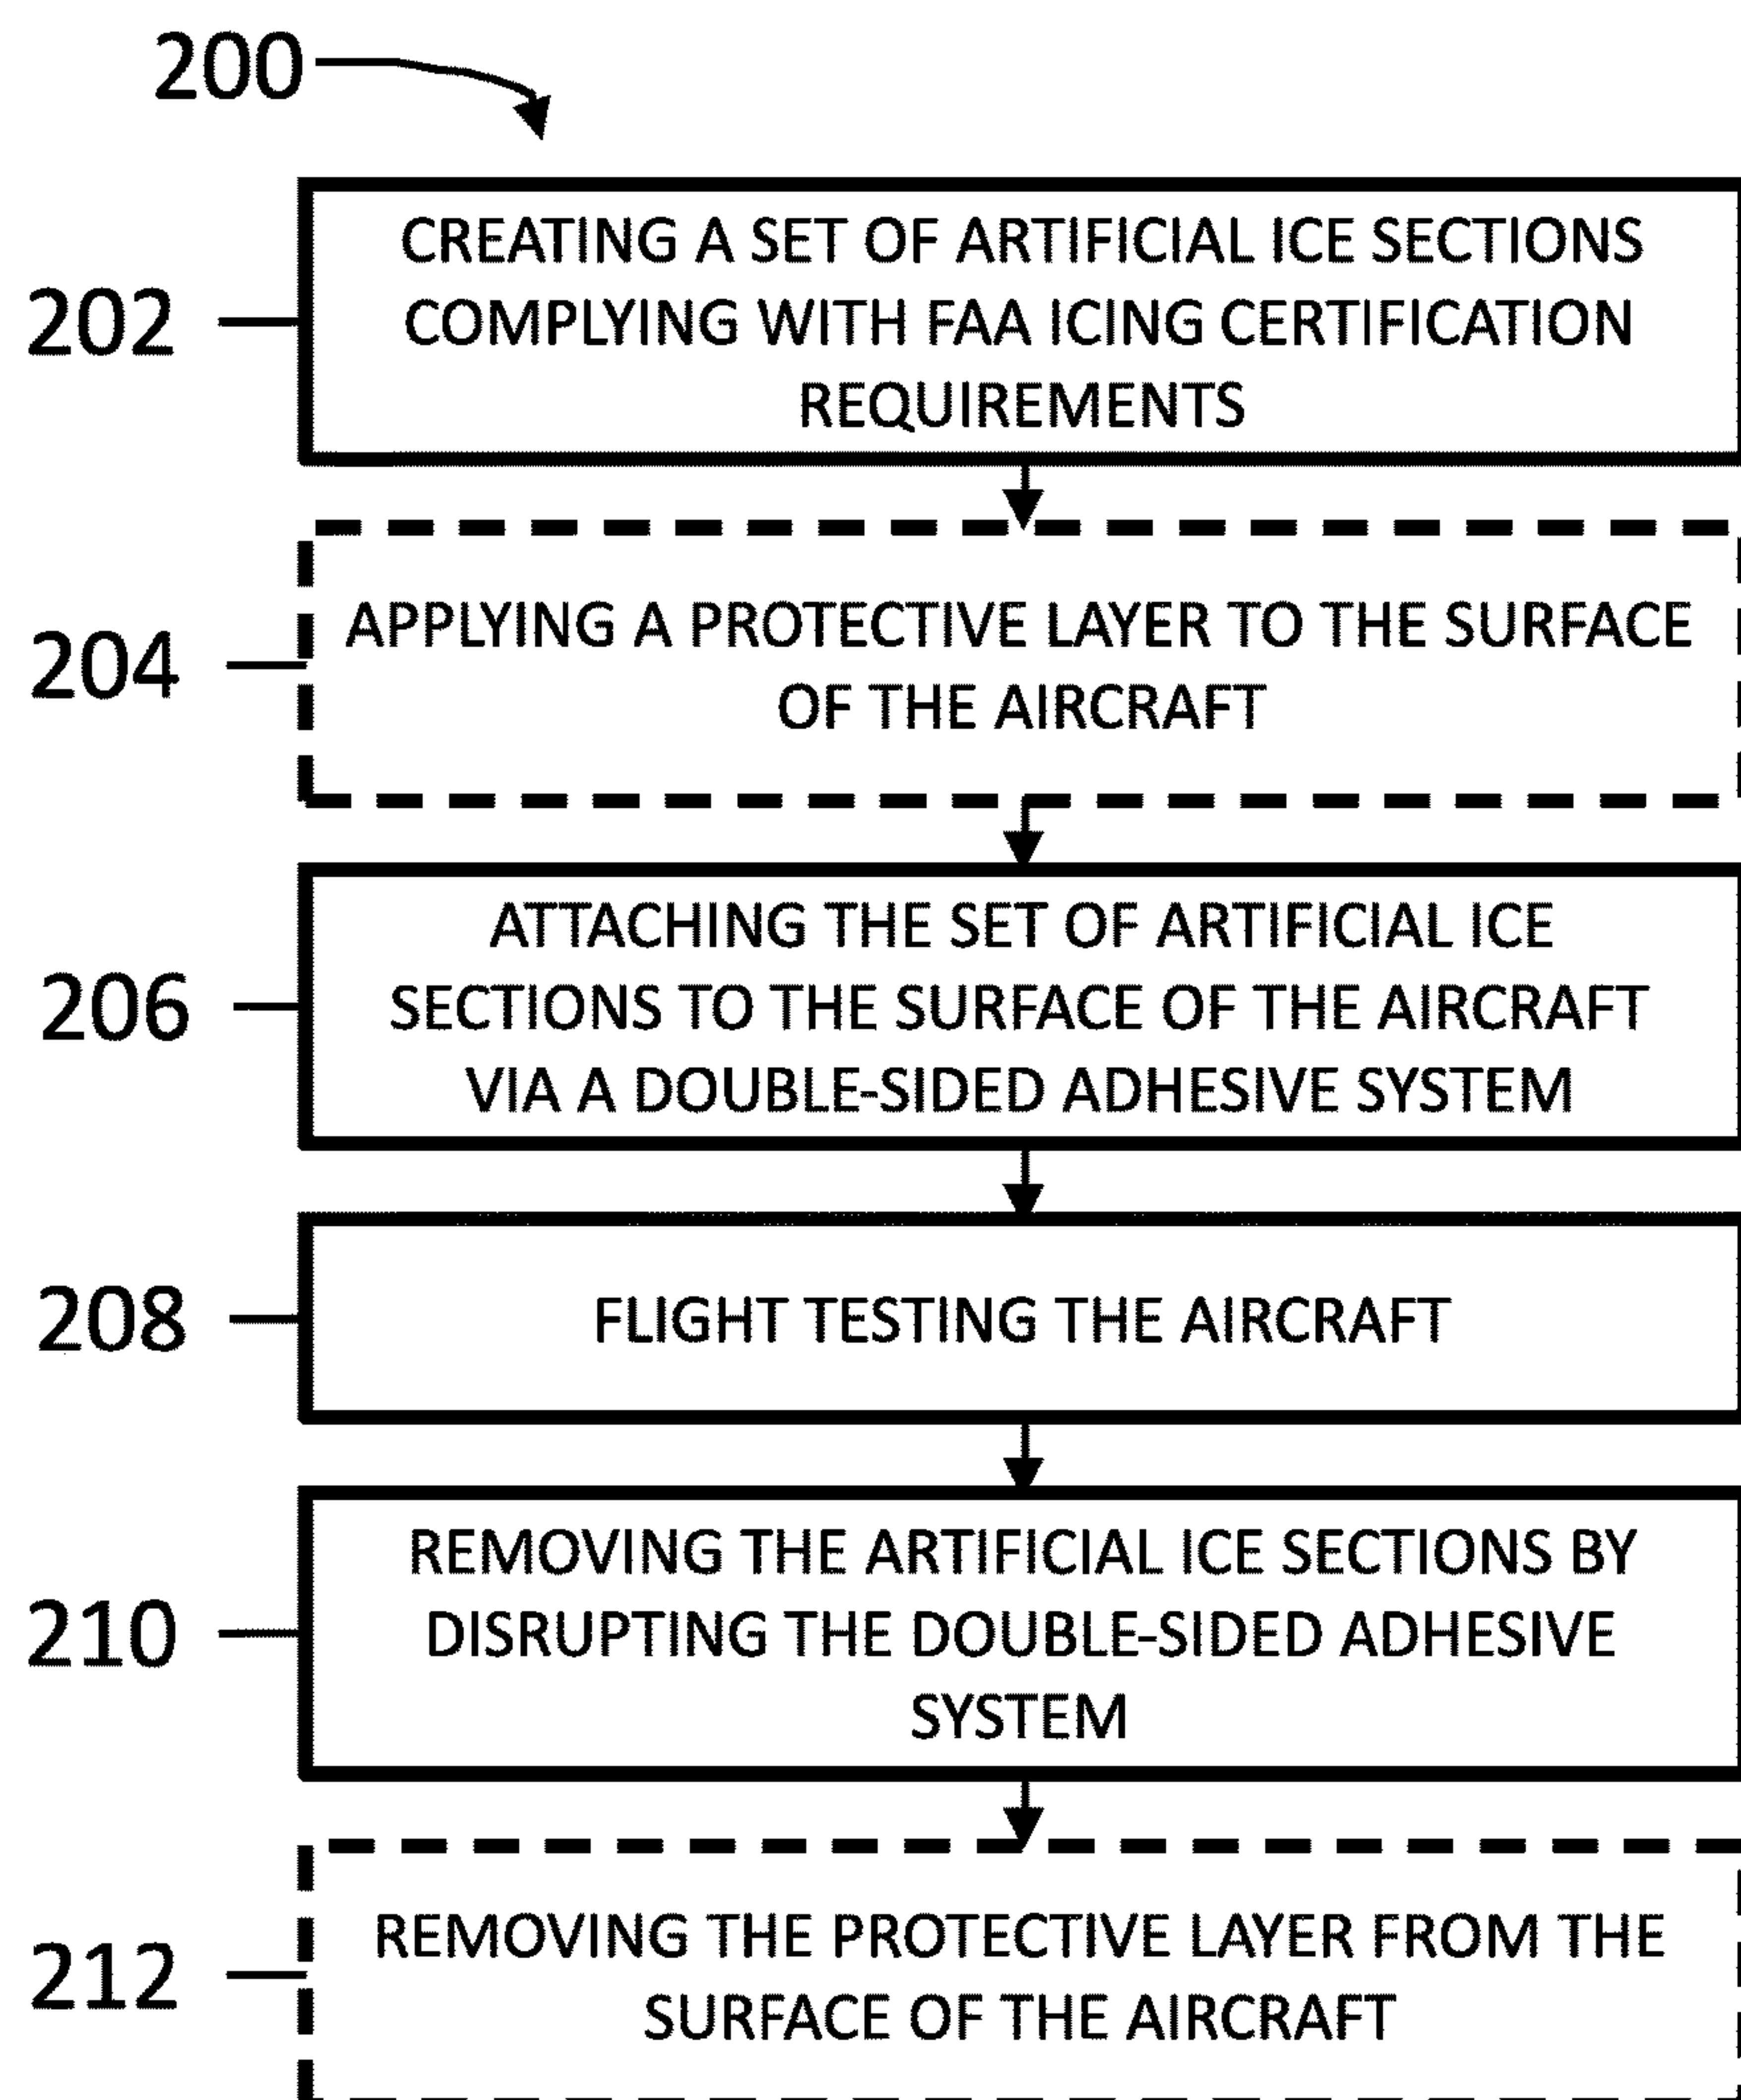 200
CREATING A SET OF ARTIFICIAL ICE SECTIONS
COMPLYING WITH FAA ICING CERTIFICATION
REQUIREMENTS
202
APPLYING A PROTECTIVE LAYER TO THE SURFACE
OF THE AIRCRAFT
204
ATTACHING THE SET OF ARTIFICIAL ICE
SECTIONS TO THE SURFACE OF THE AIRCRAFT
VIA A DOUBLE-SIDED ADHESIVE SYSTEM
206
FLIGHT TESTING THE AIRCRAFT
208
REMOVING THE ARTIFICIAL ICE SECTIONS BY
DISRUPTING THE DOUBLE-SIDED ADHESIVE
SYSTEM
210
REMOVING THE PROTECTIVE LAYER FROM THE
SURFACE OF THE AIRCRAFT
212